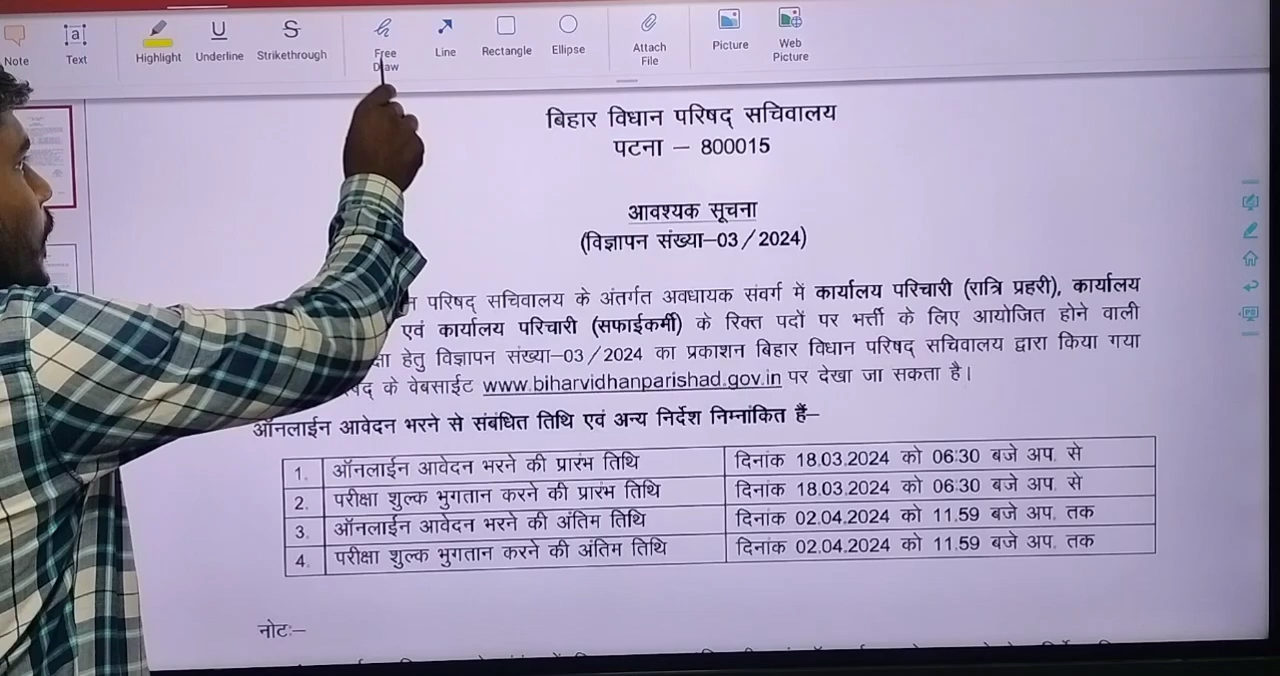 Note
Text
Highlight
Underline
Strikethrough
Free Draw
Line
Rectangle
Ellipse
Attach File
Picture
Web Picture
बिहार विधान परिषद् सचिवालय
पटना – 800015
आवश्यक सूचना
(विज्ञापन संख्या–03/2024)
परिषद् सचिवालय के अंतर्गत अवधायक संवर्ग में कार्यालय परिचारी (रात्रि प्रहरी), कार्यालय
एवं कार्यालय परिचारी (सफाईकर्मी) के रिक्त पदों पर भर्ती के लिए आयोजित होने वाली
हेतु विज्ञापन संख्या–03/2024 का प्रकाशन बिहार विधान परिषद् सचिवालय द्वारा किया गया
के वेबसाईट www.biharvidhanparishad.gov.in पर देखा जा सकता है।
ऑनलाईन आवेदन भरने से संबंधित तिथि एवं अन्य निर्देश निम्नांकित हैं–
1. ऑनलाईन आवेदन भरने की प्रारंभ तिथि दिनांक 18.03.2024 को 06:30 बजे अप. से
2. परीक्षा शुल्क भुगतान करने की प्रारंभ तिथि दिनांक 18.03.2024 को 06:30 बजे अप. से
3. ऑनलाईन आवेदन भरने की अंतिम तिथि दिनांक 02.04.2024 को 11.59 बजे अप. तक
4. परीक्षा शुल्क भुगतान करने की अंतिम तिथि दिनांक 02.04.2024 को 11.59 बजे अप. तक
नोटः–